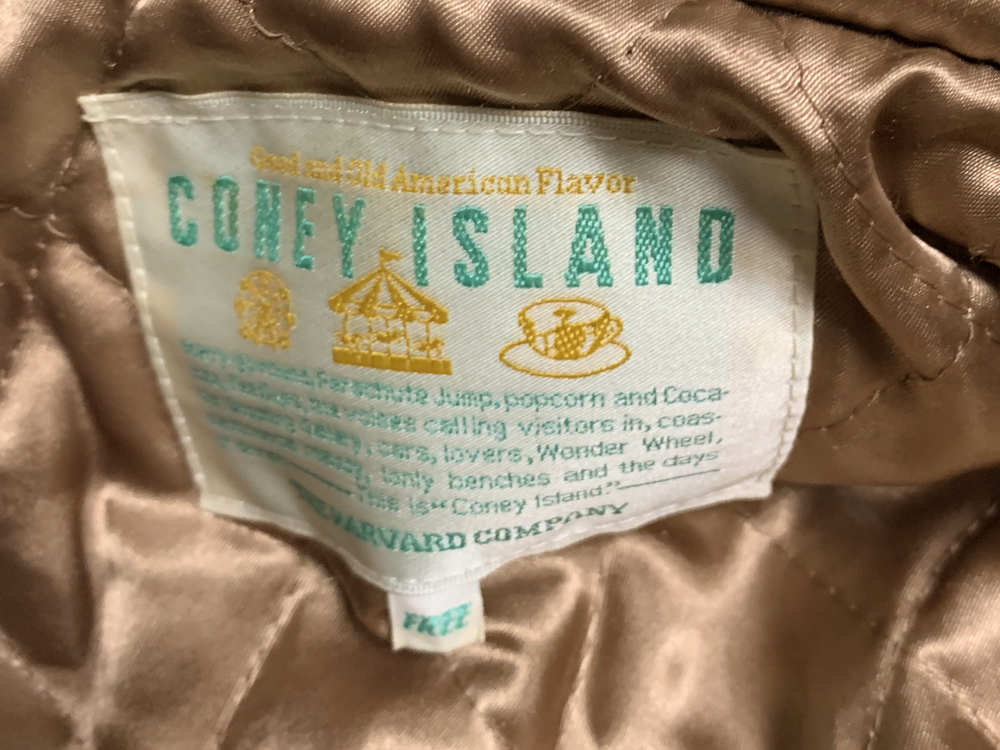 Good and Old American Flavor
CONEY ISLAND
Parachute Jump, popcorn and Coca-
voices calling visitors in, coas-
cars, lovers, Wonder Wheel,
lonly benches and the days
This is "Coney Island."
HARVARD COMPANY
FREE